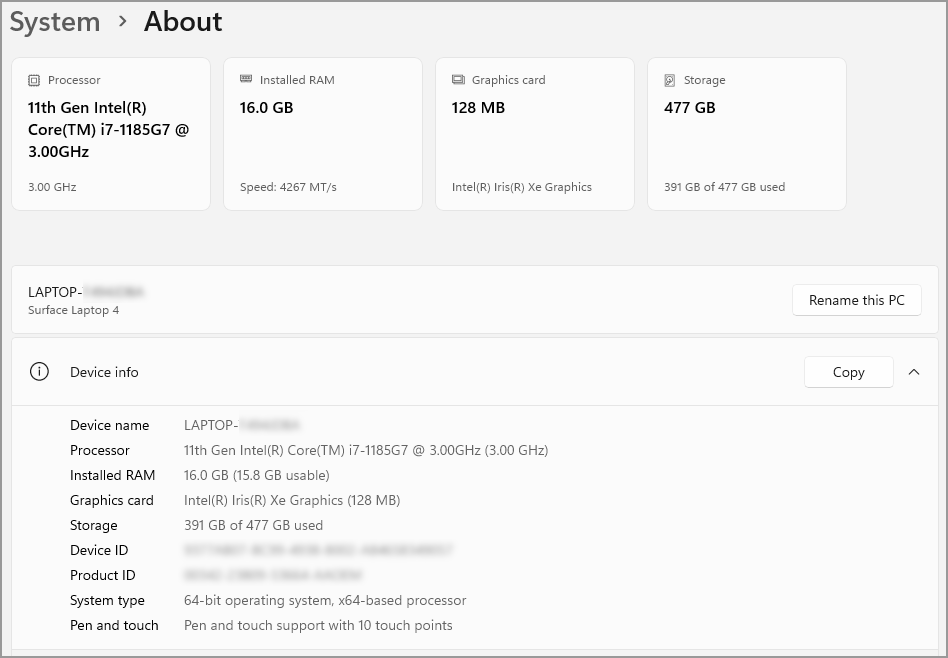 System > About
Processor
11th Gen Intel(R)
Core(TM) i7-1185G7 @
3.00GHz
3.00 GHz
Installed RAM
16.0 GB
Speed: 4267 MT/s
Graphics card
128 MB
Intel(R) Iris(R) Xe Graphics
Storage
477 GB
391 GB of 477 GB used
LAPTOP-
Surface Laptop 4
Rename this PC
Device info
Copy
Device name LAPTOP-
Processor 11th Gen Intel(R) Core(TM) i7-1185G7 @ 3.00GHz (3.00 GHz)
Installed RAM 16.0 GB (15.8 GB usable)
Graphics card Intel(R) Iris(R) Xe Graphics (128 MB)
Storage 391 GB of 477 GB used
Device ID
Product ID
System type 64-bit operating system, x64-based processor
Pen and touch Pen and touch support with 10 touch points